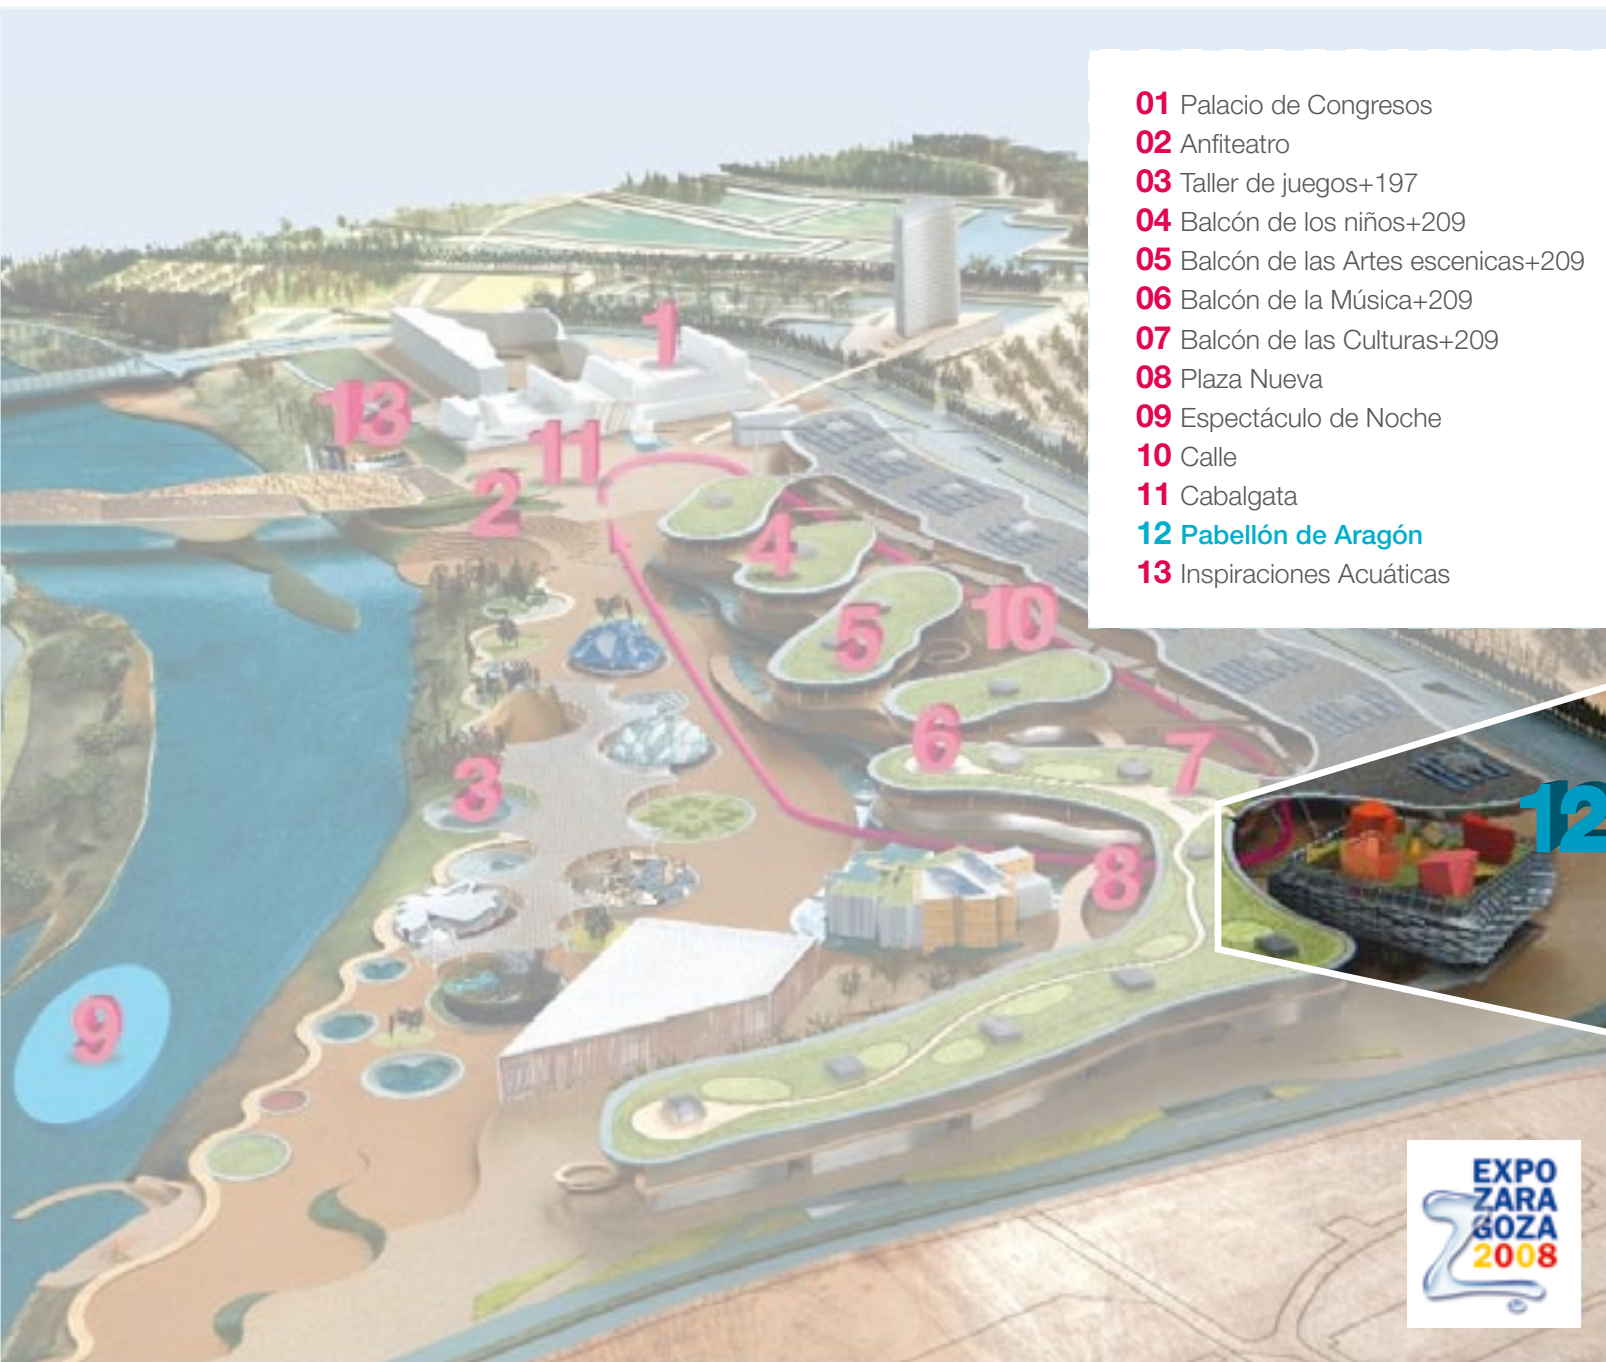 01 Palacio de Congresos
02 Anfiteatro
03 Taller de juegos+197
04 Balcón de los niños+209
05 Balcón de las Artes escenicas+209
06 Balcón de la Música+209
07 Balcón de las Culturas+209
08 Plaza Nueva
09 Espectáculo de Noche
10 Calle
11 Cabalgata
12 Pabellón de Aragón
13 Inspiraciones Acuáticas
1
13
11
2
4
10
5
6
7
3
12
8
9
EXPO
ZARA
GOZA
2008